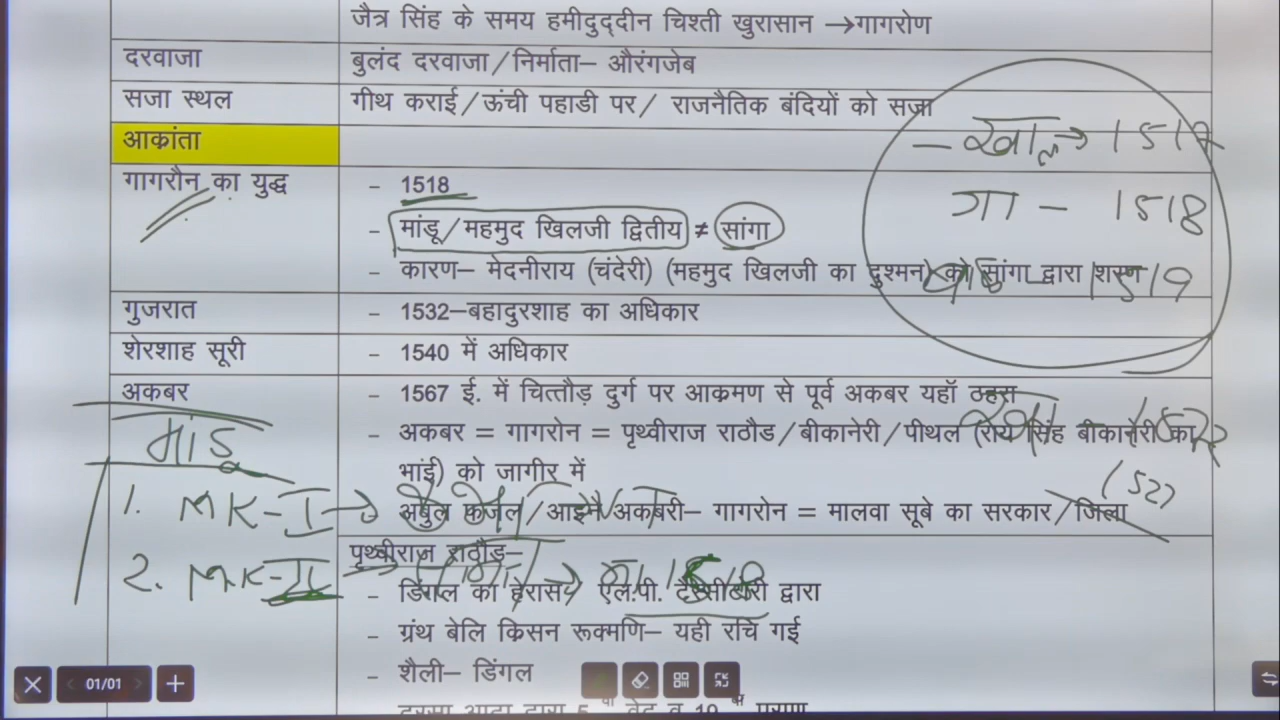 जैत्र सिंह के समय हमीदुद्दीन चिश्ती खुरासान →गागरोण
दरवाजा बुलंद दरवाजा/निर्माता– औरंगजेब
सजा स्थल गीध कराई/ऊंची पहाडी पर/ राजनैतिक बंदियों को सजा
आक्रांता
– खा → 1517
गागरौन का युद्ध – 1518
गा – 1518
– मांडू/महमुद खिलजी द्वितीय ≠ सांगा
– कारण– मेदनीराय (चंदेरी) (महमुद खिलजी का दुश्मन) को सांगा द्वारा शरण
1519
गुजरात – 1532–बहादुरशाह का अधिकार
शेरशाह सूरी – 1540 में अधिकार
अकबर – 1567 ई. में चित्तौड़ दुर्ग पर आक्रमण से पूर्व अकबर यहाँ ठहरा
मांडू
– अकबर = गागरोन = पृथ्वीराज राठौड/बीकानेरी/पीथल (राय सिंह बीकानेरी का
भांई) को जागीर में
1. MK-I →
अबुल फजल/आइने अकबरी– गागरोन = मालवा सूबे का सरकार/जिला
पृथ्वीराज राठौड़–
2. MK-II → सांगा → गा. 1518
– डिंगल का हैरास– एल.पी. टैस्सीटोरी द्वारा
– ग्रंथ बेलि क्रिसन रूक्मणि– यही रचि गई
– शैली– डिंगल
01/01